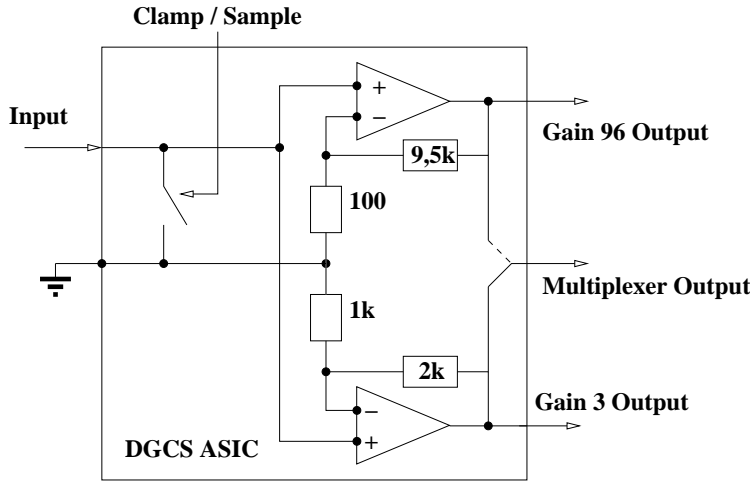 Clamp / Sample
Input
+
−
Gain 96 Output
9,5k
100
Multiplexer Output
1k
2k
Gain 3 Output
−
+
DGCS ASIC